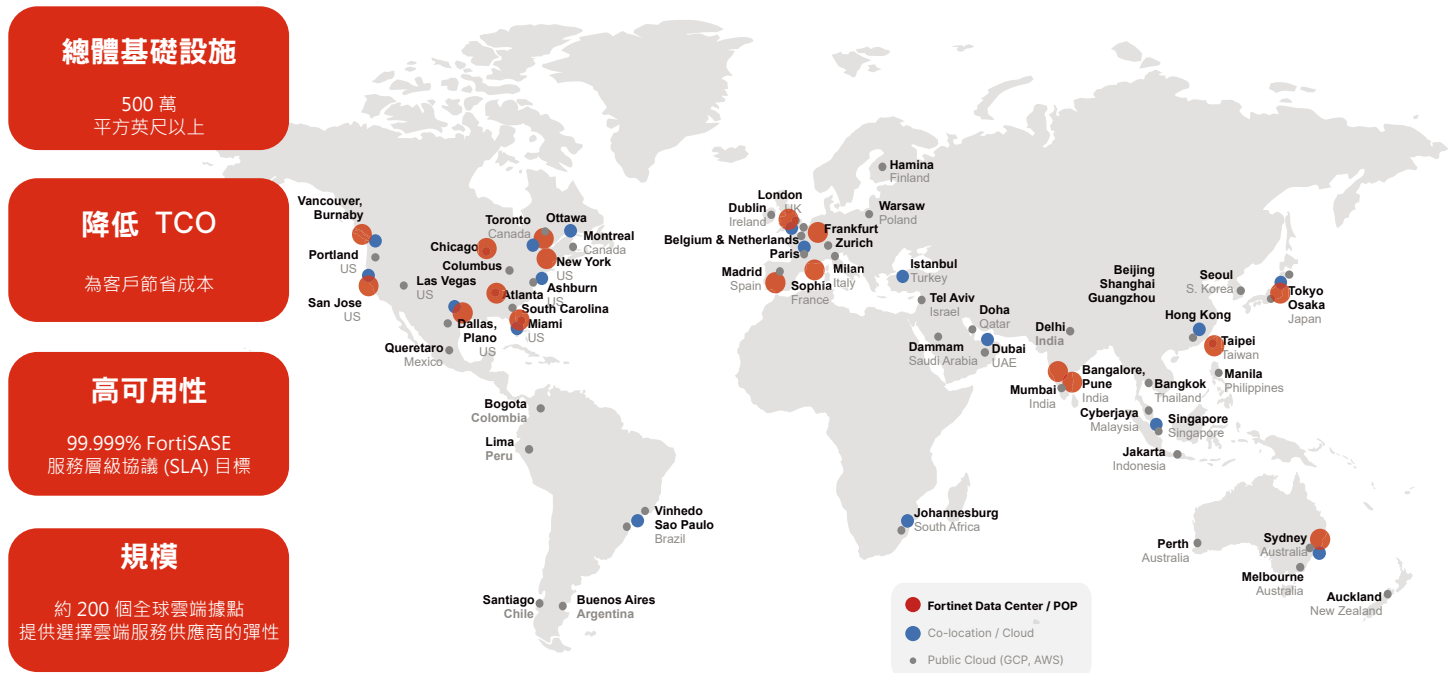 總體基礎設施
500 萬
平方英尺以上
降低 TCO
為客戶節省成本
高可用性
99.999% FortiSASE
服務層級協議 (SLA) 目標
規模
約 200 個全球雲端據點
提供選擇雲端服務供應商的彈性
Vancouver,
Burnaby
Portland
US
San Jose
US
Las Vegas
US
Chicago
Columbus
Toronto
Canada
Ottawa
Montreal
Canada
New York
US
Ashburn
US
Atlanta
South Carolina
Miami
US
Dallas,
Plano
US
Queretaro
Mexico
Bogota
Colombia
Lima
Peru
Vinhedo
Sao Paulo
Brazil
Santiago
Chile
Buenos Aires
Argentina
Hamina
Finland
London
UK
Dublin
Ireland
Warsaw
Poland
Belgium & Netherlands
Frankfurt
Zurich
Paris
Madrid
Spain
Sophia
France
Milan
Italy
Istanbul
Turkey
Tel Aviv
Israel
Doha
Qatar
Dammam
Saudi Arabia
Dubai
UAE
Delhi
India
Mumbai
India
Bangalore,
Pune
India
Beijing
Shanghai
Guangzhou
Seoul
S. Korea
Tokyo
Osaka
Japan
Hong Kong
Taipei
Taiwan
Manila
Philippines
Bangkok
Thailand
Cyberjaya
Malaysia
Singapore
Singapore
Jakarta
Indonesia
Johannesburg
South Africa
Perth
Australia
Sydney
Australia
Melbourne
Australia
Auckland
New Zealand
Fortinet Data Center / POP
Co-location / Cloud
Public Cloud (GCP, AWS)